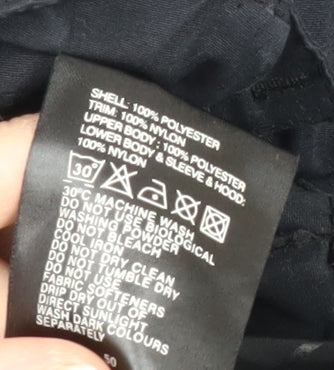 SHELL: 100% POLYESTER
TRIM: 100% NYLON
UPPER BODY : 100% POLYESTER
LOWER BODY & SLEEVE & HOOD:
100% NYLON
30°
30°C MACHINE WASH
DO NOT USE BIOLOGICAL
WASHING POWDER
DO NOT BLEACH
COOL IRON
DO NOT DRY CLEAN
DO NOT TUMBLE DRY
DO NOT USE
FABRIC SOFTENERS
DRIP DRY OUT OF
DIRECT SUNLIGHT
WASH DARK COLOURS
SEPARATELY
50